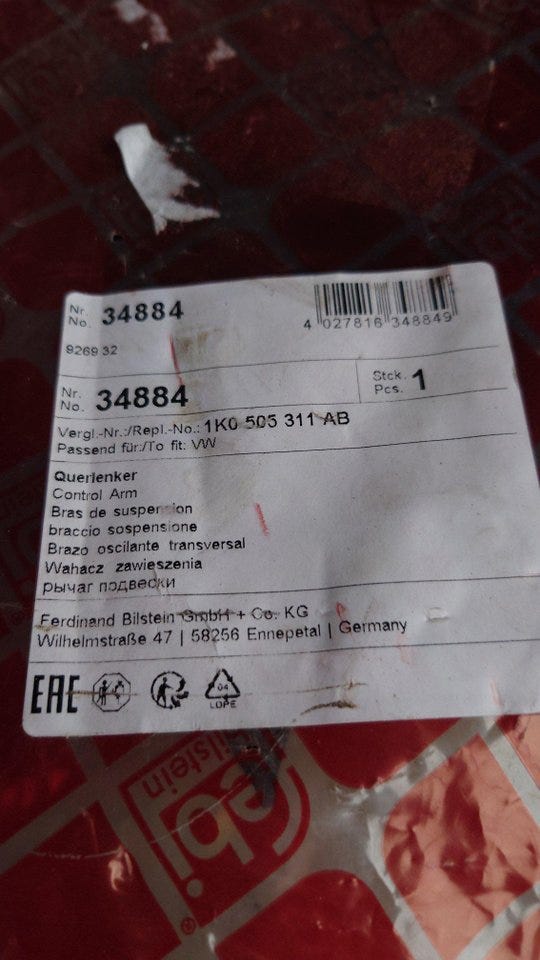 Nr.
No. 34884
4 027816 348849
9269 32
Nr.
No. 34884
Stck.
Pcs. 1
Vergl.-Nr.:/Repl.-No.: 1K0 505 311 AB
Passend für:/To fit: VW
Querlenker
Control Arm
Bras de suspension
braccio sospensione
Brazo oscilante transversal
Wahacz zawieszenia
рычаг подвески
Ferdinand Bilstein GmbH + Co. KG
Wilhelmstraße 47 | 58256 Ennepetal | Germany
EAC
04
LDPE
febi
bilstein
®